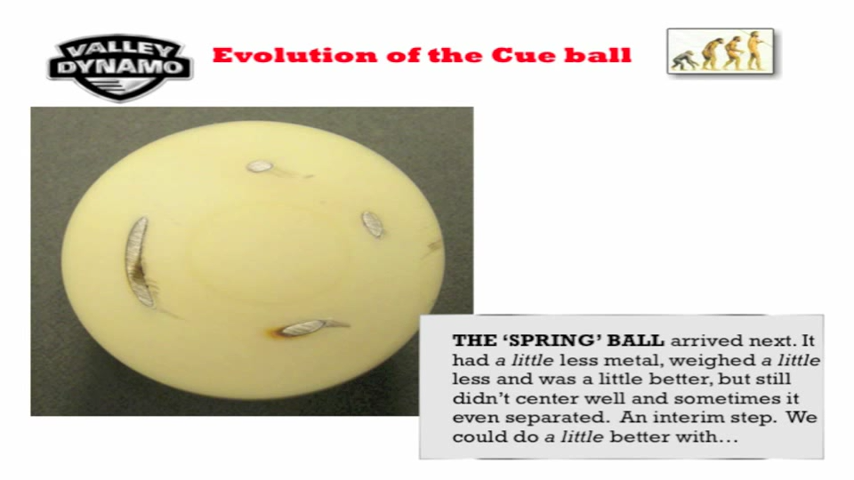 VALLEY
DYNAMO
Evolution of the Cue ball
THE ‘SPRING’ BALL arrived next. It
had a little less metal, weighed a little
less and was a little better, but still
didn’t center well and sometimes it
even separated. An interim step. We
could do a little better with…